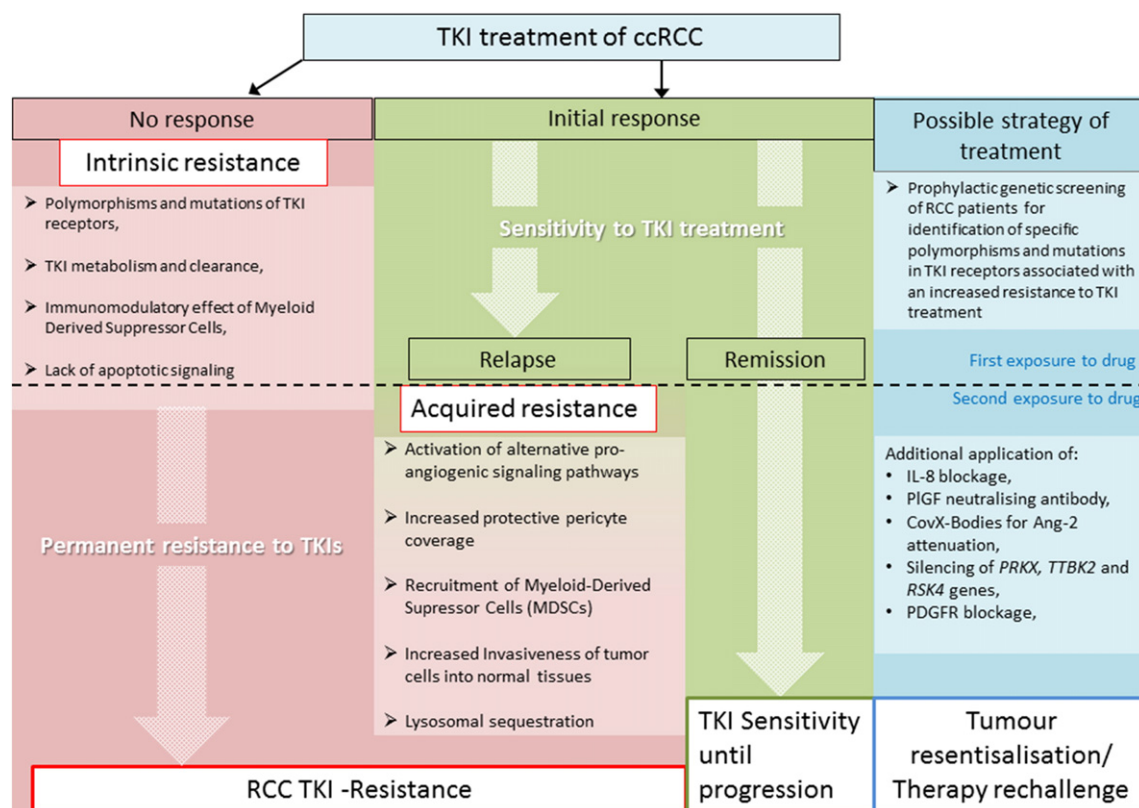 TKI treatment of ccRCC
No response
Intrinsic resistance
➢ Polymorphisms and mutations of TKI
receptors,
➢ TKI metabolism and clearance,
➢ Immunomodulatory effect of Myeloid
Derived Suppressor Cells,
➢ Lack of apoptotic signaling
Permanent resistance to TKIs
Initial response
Sensitivity to TKI treatment
Relapse
Remission
Acquired resistance
➢ Activation of alternative pro-
angiogenic signaling pathways
➢ Increased protective pericyte
coverage
➢ Recruitment of Myeloid-Derived
Supressor Cells (MDSCs)
➢ Increased Invasiveness of tumor
cells into normal tissues
➢ Lysosomal sequestration
RCC TKI -Resistance
TKI Sensitivity
until
progression
Possible strategy of
treatment
➢ Prophylactic genetic screening
of RCC patients for
identification of specific
polymorphisms and mutations
in TKI receptors associated with
an increased resistance to TKI
treatment
First exposure to drug
Second exposure to drug
Additional application of:
• IL-8 blockage,
• PlGF neutralising antibody,
• CovX-Bodies for Ang-2
attenuation,
• Silencing of PRKX, TTBK2 and
RSK4 genes,
• PDGFR blockage,
Tumour
resentisalisation/
Therapy rechallenge